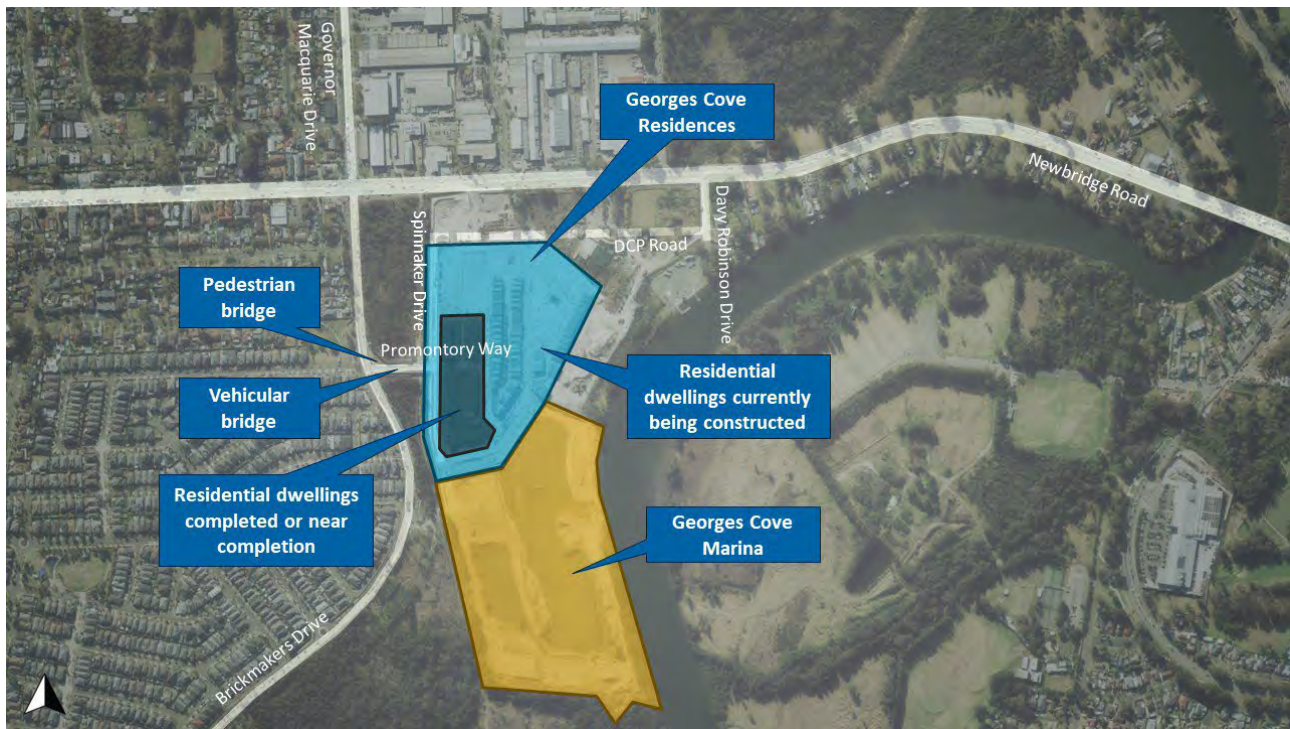 Governor
Macquarie Drive
Georges Cove
Residences
Newbridge Road
Spinnaker Drive
Davy Robinson Drive
DCP Road
Pedestrian
bridge
Promontory Way
Vehicular
bridge
Residential
dwellings currently
being constructed
Residential dwellings
completed or near
completion
Georges Cove
Marina
Brickmakers Drive